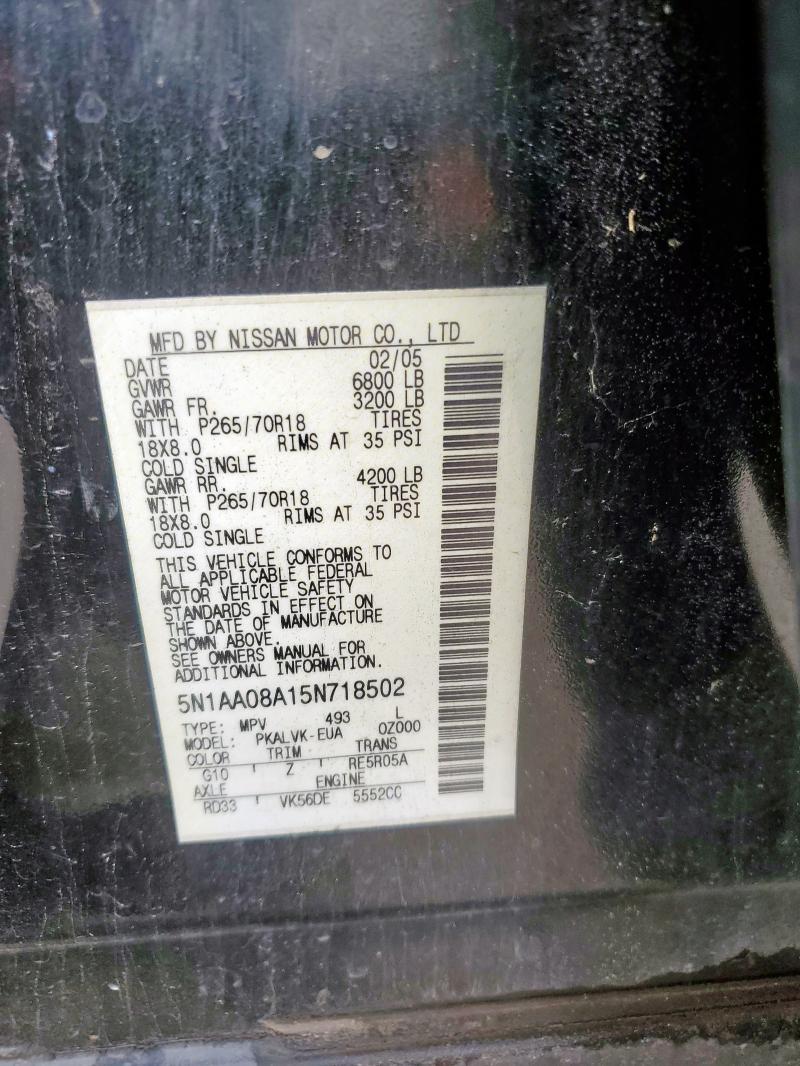 MFD BY NISSAN MOTOR CO., LTD
DATE 02/05
GVWR 6800 LB
GAWR FR. 3200 LB
WITH P265/70R18 TIRES
18X8.0 RIMS AT 35 PSI
COLD SINGLE
GAWR RR. 4200 LB
WITH P265/70R18 TIRES
18X8.0 RIMS AT 35 PSI
COLD SINGLE
THIS VEHICLE CONFORMS TO
ALL APPLICABLE FEDERAL
MOTOR VEHICLE SAFETY
STANDARDS IN EFFECT ON
THE DATE OF MANUFACTURE
SHOWN ABOVE.
SEE OWNERS MANUAL FOR
ADDITIONAL INFORMATION.
5N1AA08A15N718502
TYPE: MPV 493 L
MODEL: PKALVK-EUA 0Z000
COLOR TRIM TRANS
G10 Z RE5R05A
AXLE ENGINE
RD33 VK56DE 5552CC